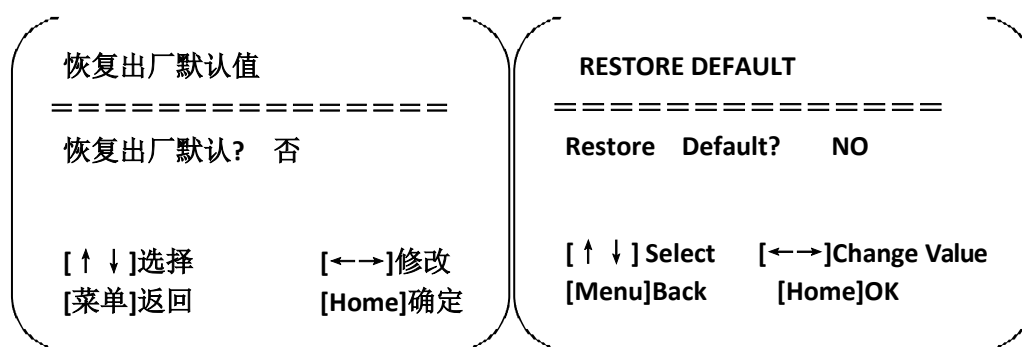 恢复出厂默认值
===============
恢复出厂默认? 否
[↑↓]选择 [←→]修改
[菜单]返回 [Home]确定
RESTORE DEFAULT
==============
Restore Default? NO
[↑↓] Select [←→]Change Value
[Menu]Back [Home]OK